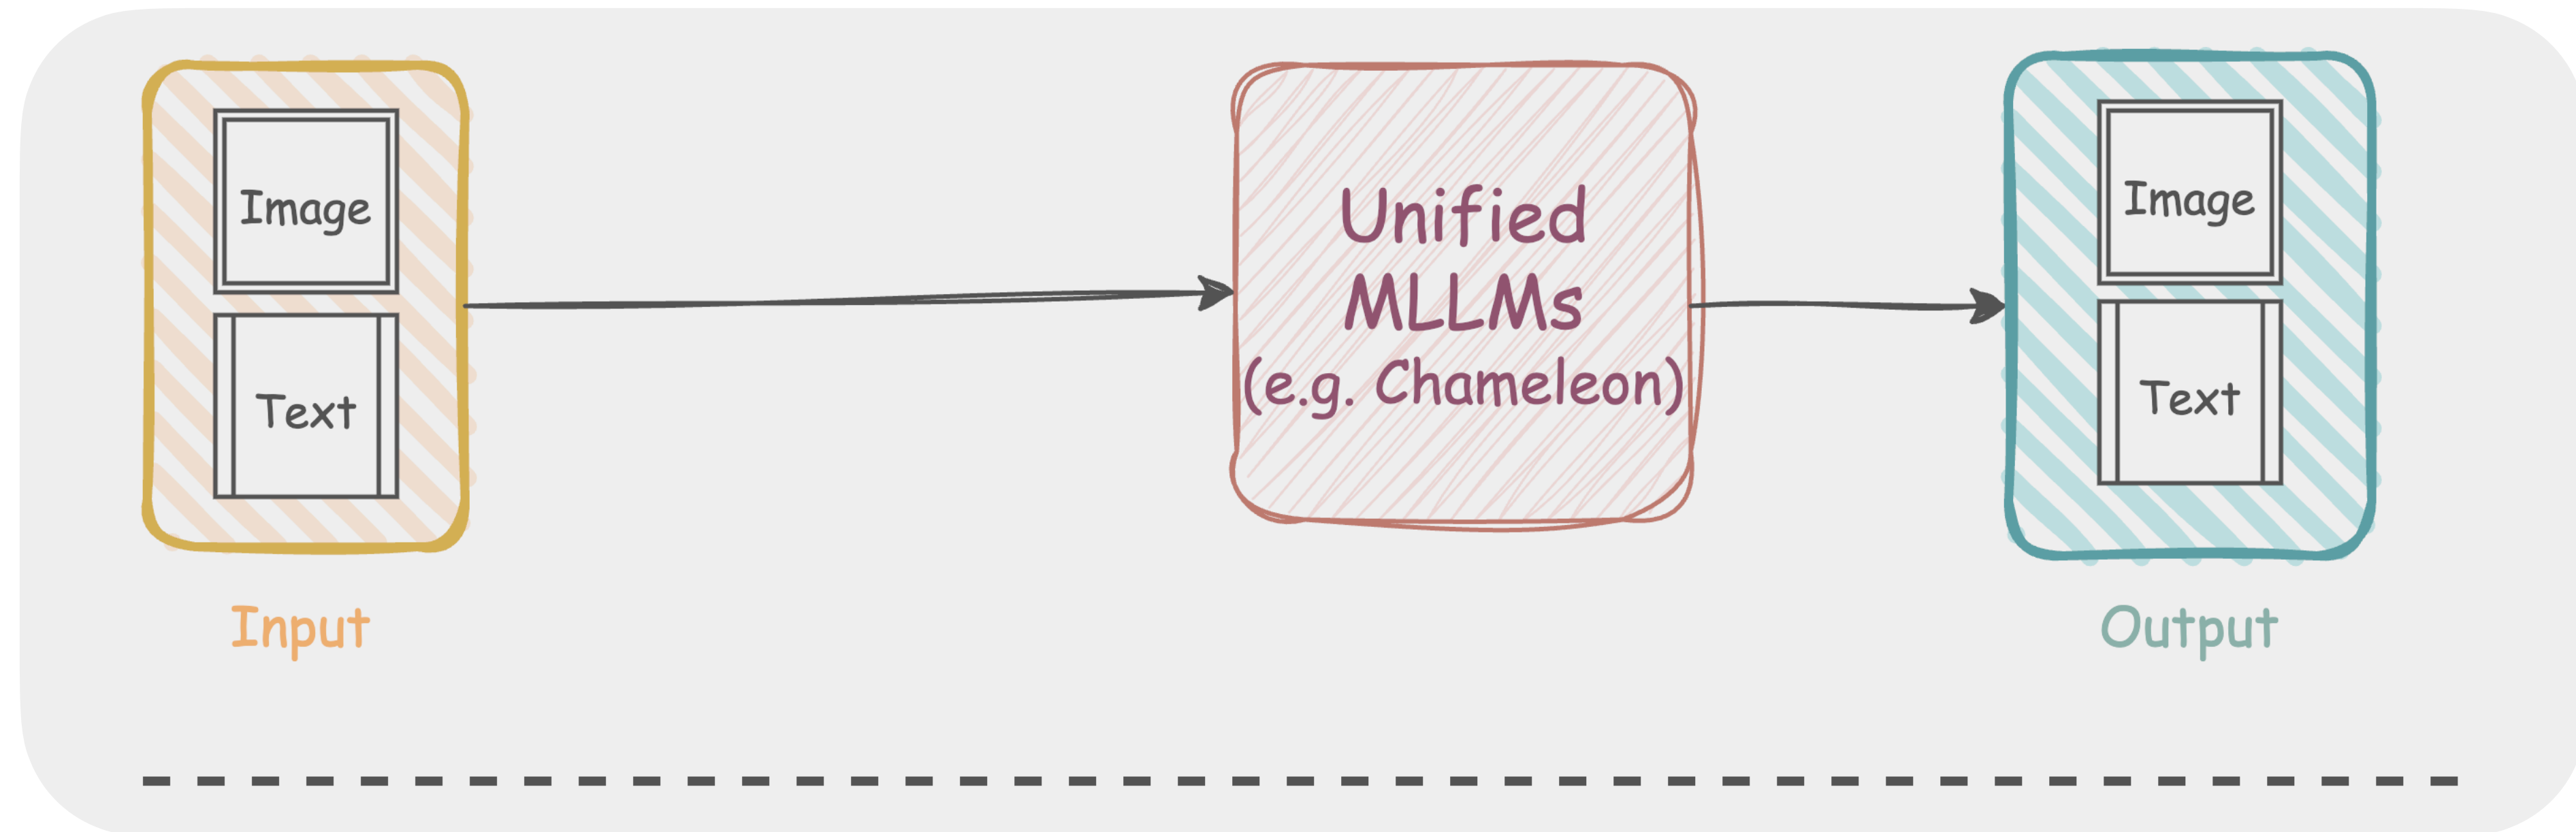 Image
Text
Input
Unified
MLLMs
(e.g. Chameleon)
Image
Text
Output